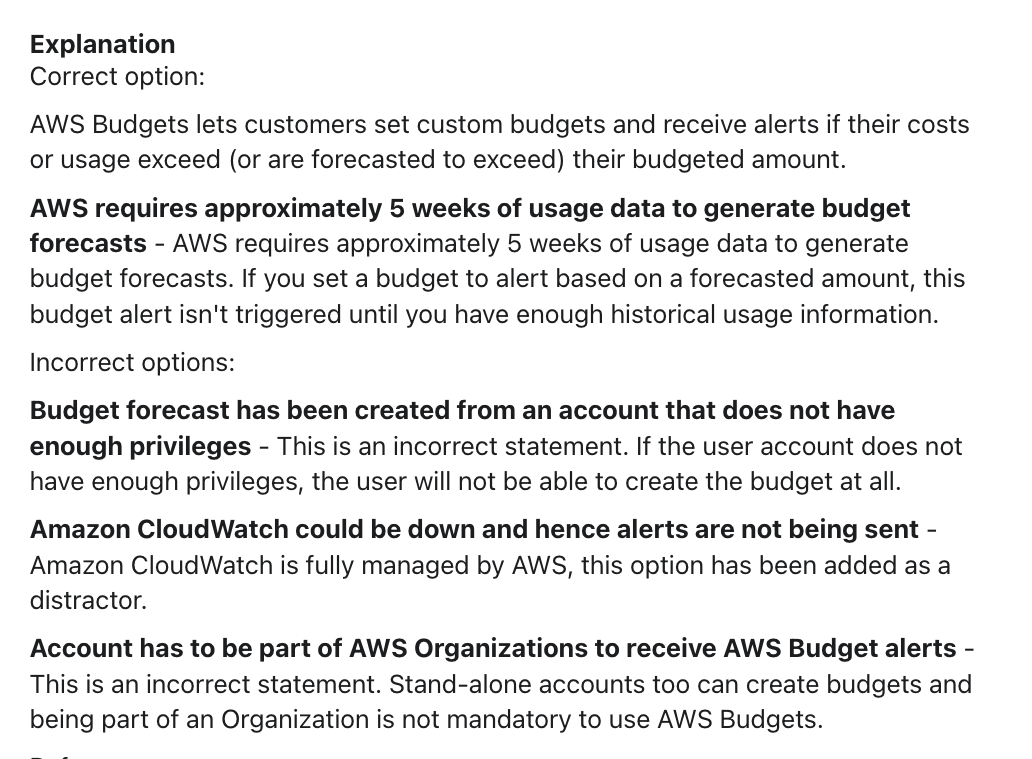 Explanation
Correct option:
AWS Budgets lets customers set custom budgets and receive alerts if their costs
or usage exceed (or are forecasted to exceed) their budgeted amount.
AWS requires approximately 5 weeks of usage data to generate budget
forecasts - AWS requires approximately 5 weeks of usage data to generate
budget forecasts. If you set a budget to alert based on a forecasted amount, this
budget alert isn't triggered until you have enough historical usage information.
Incorrect options:
Budget forecast has been created from an account that does not have
enough privileges - This is an incorrect statement. If the user account does not
have enough privileges, the user will not be able to create the budget at all.
Amazon CloudWatch could be down and hence alerts are not being sent -
Amazon CloudWatch is fully managed by AWS, this option has been added as a
distractor.
Account has to be part of AWS Organizations to receive AWS Budget alerts -
This is an incorrect statement. Stand-alone accounts too can create budgets and
being part of an Organization is not mandatory to use AWS Budgets.